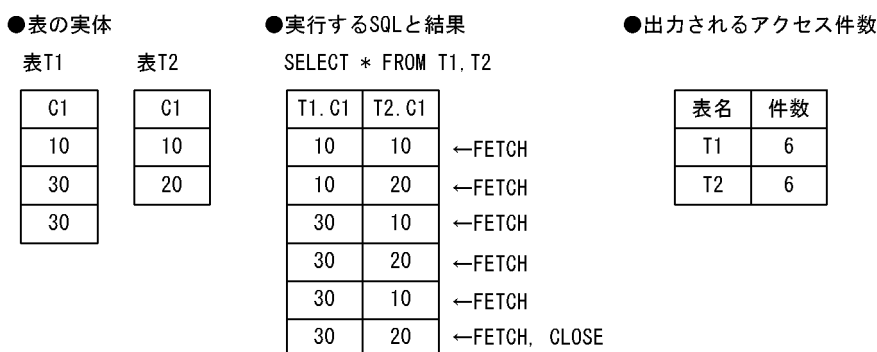 ●表の実体 ●実行するSQLと結果 ●出力されるアクセス件数
表T1 表T2 SELECT * FROM T1,T2
C1 C1 T1.C1 T2.C1 表名 件数
10 10 10 10 ←FETCH T1 6
30 20 10 20 ←FETCH T2 6
30 30 10 ←FETCH
30 20 ←FETCH
30 10 ←FETCH
30 20 ←FETCH, CLOSE